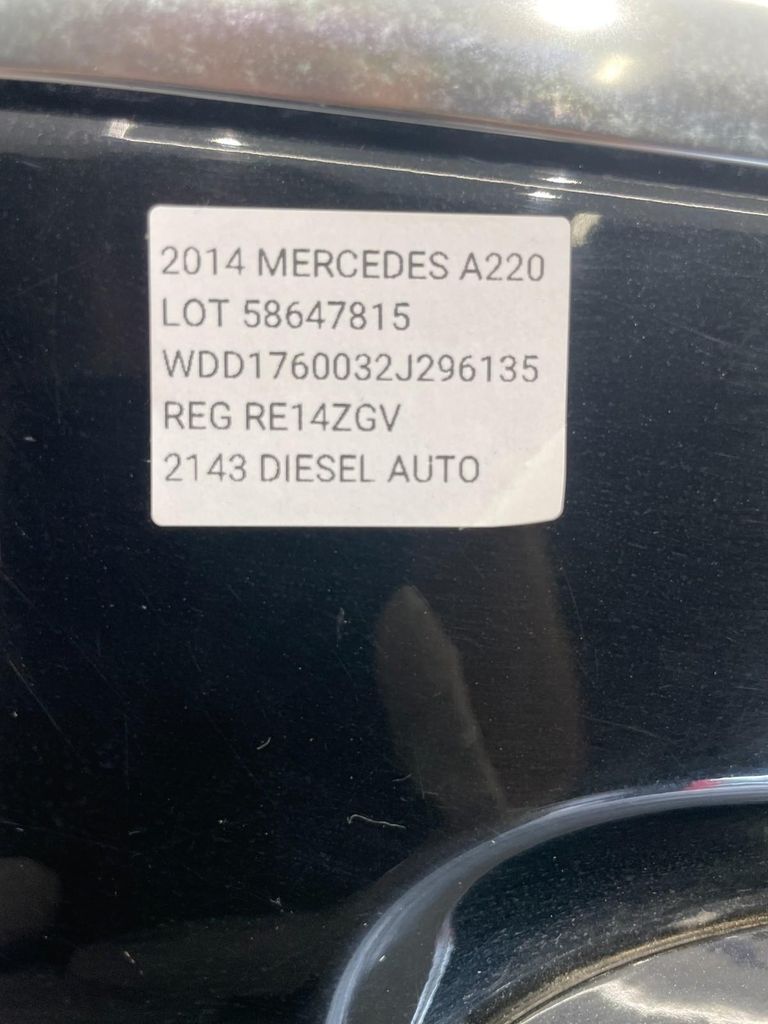 2014 MERCEDES A220
LOT 58647815
WDD1760032J296135
REG RE14ZGV
2143 DIESEL AUTO